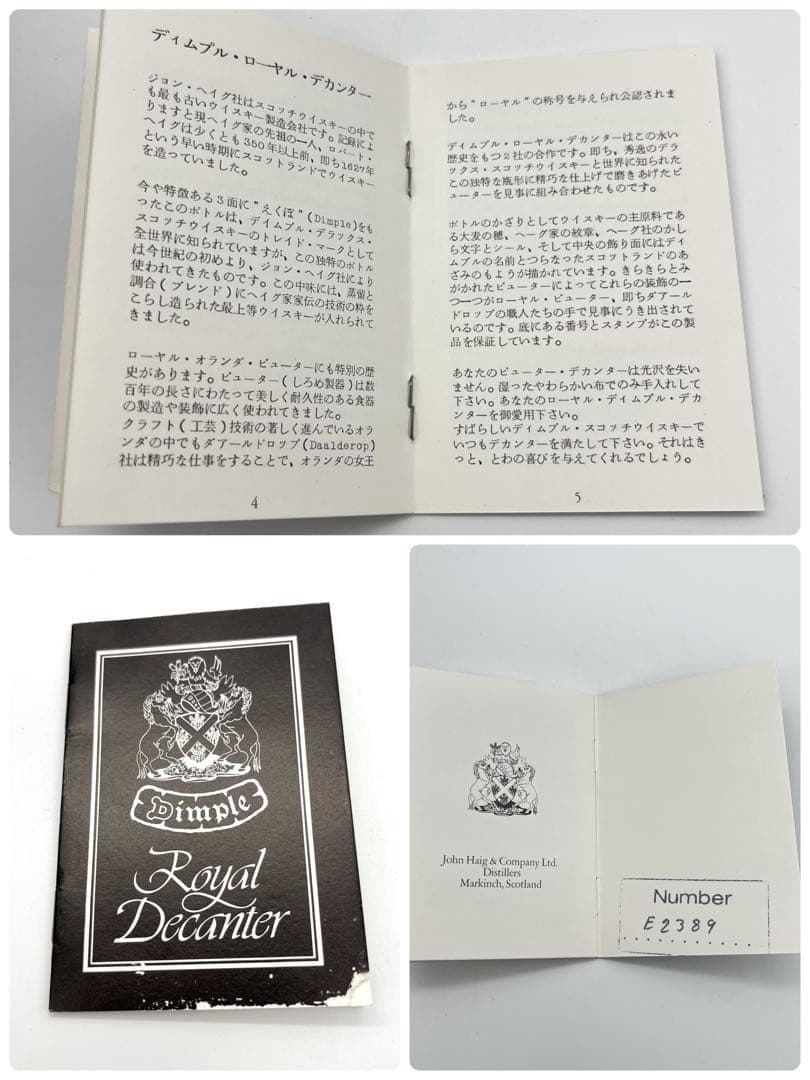 ディムプル・ローヤル・デカンター
ジョン・ヘイグ社はスコッチウイスキーの中で
も最も古いウイスキー製造会社です。記録によ
りますと現ヘイグ家の先祖の一人、ロバート・
ヘイグは少くとも350年以上前、即ち1627年
という早い時期にスコットランドでウイスキー
を造っていました。
今や特徴ある3面に"えくぼ"(Dimple)をも
ったこのボトルは、デイムプル・デラックス・
スコッチウイスキーのトレイド・マークとして
全世界に知られていますが、この独特のボトル
は今世紀の初めより、ジョン・ヘイグ社により
使われてきたものです。この中味には、蒸留と
調合(ブレンド)にヘイグ家家伝の技術の粋を
こらし造られた最上等ウイスキーが入れられて
きました。
ローヤル・オランダ・ピューターにも特別の歴
史があります。ピューター(しろめ製器)は数
百年の長さにわたって美しく耐久性のある食器
の製造や装飾に広く使われてきました。
クラフト(工芸)技術の著しく進んでいるオラ
ンダの中でもダアールドロップ(Daalderop)
社は精巧な仕事をすることで、オランダの女王
4
から"ローヤル"の称号を与えられ公認されま
した。
ディムプル・ローヤル・デカンターはこの永い
歴史をもつ2社の合作です。即ち、秀逸のデラ
ックス・スコッチウイスキーと世界に知られた
この独特な瓶形に精巧な仕上げで磨きあげたピ
ューターを見事に組み合わせたものです。
ボトルのかざりとしてウイスキーの主原料であ
る大麦の穂、ヘーグ家の紋章、ヘーグ社のかし
ら文字とシール、そして中央の飾り面にはディ
ムプルの名前とつらなったスコットランドのあ
ざみのもようが描かれています。きらきらとみ
がかれたピューターによってこれらの装飾の一
つ一つがローヤル・ピューター、即ちダアール
ドロップの職人たちの手で見事にうき出されて
いるのです。底にある番号とスタンプがこの製
品を保証しています。
あなたのピューター・デカンターは光沢を失い
ません。湿ったやわらかい布でのみ手入れして
下さい。あなたのローヤル・ディムプル・デカ
ンターを御愛用下さい。
すばらしいディムプル・スコッチウイスキーで
いつもデカンターを満たして下さい。それはき
っと、とわの喜びを与えてくれるでしょう。
5
Dimple
Royal
Decanter
John Haig & Company Ltd.
Distillers
Markinch, Scotland
Number
E2389